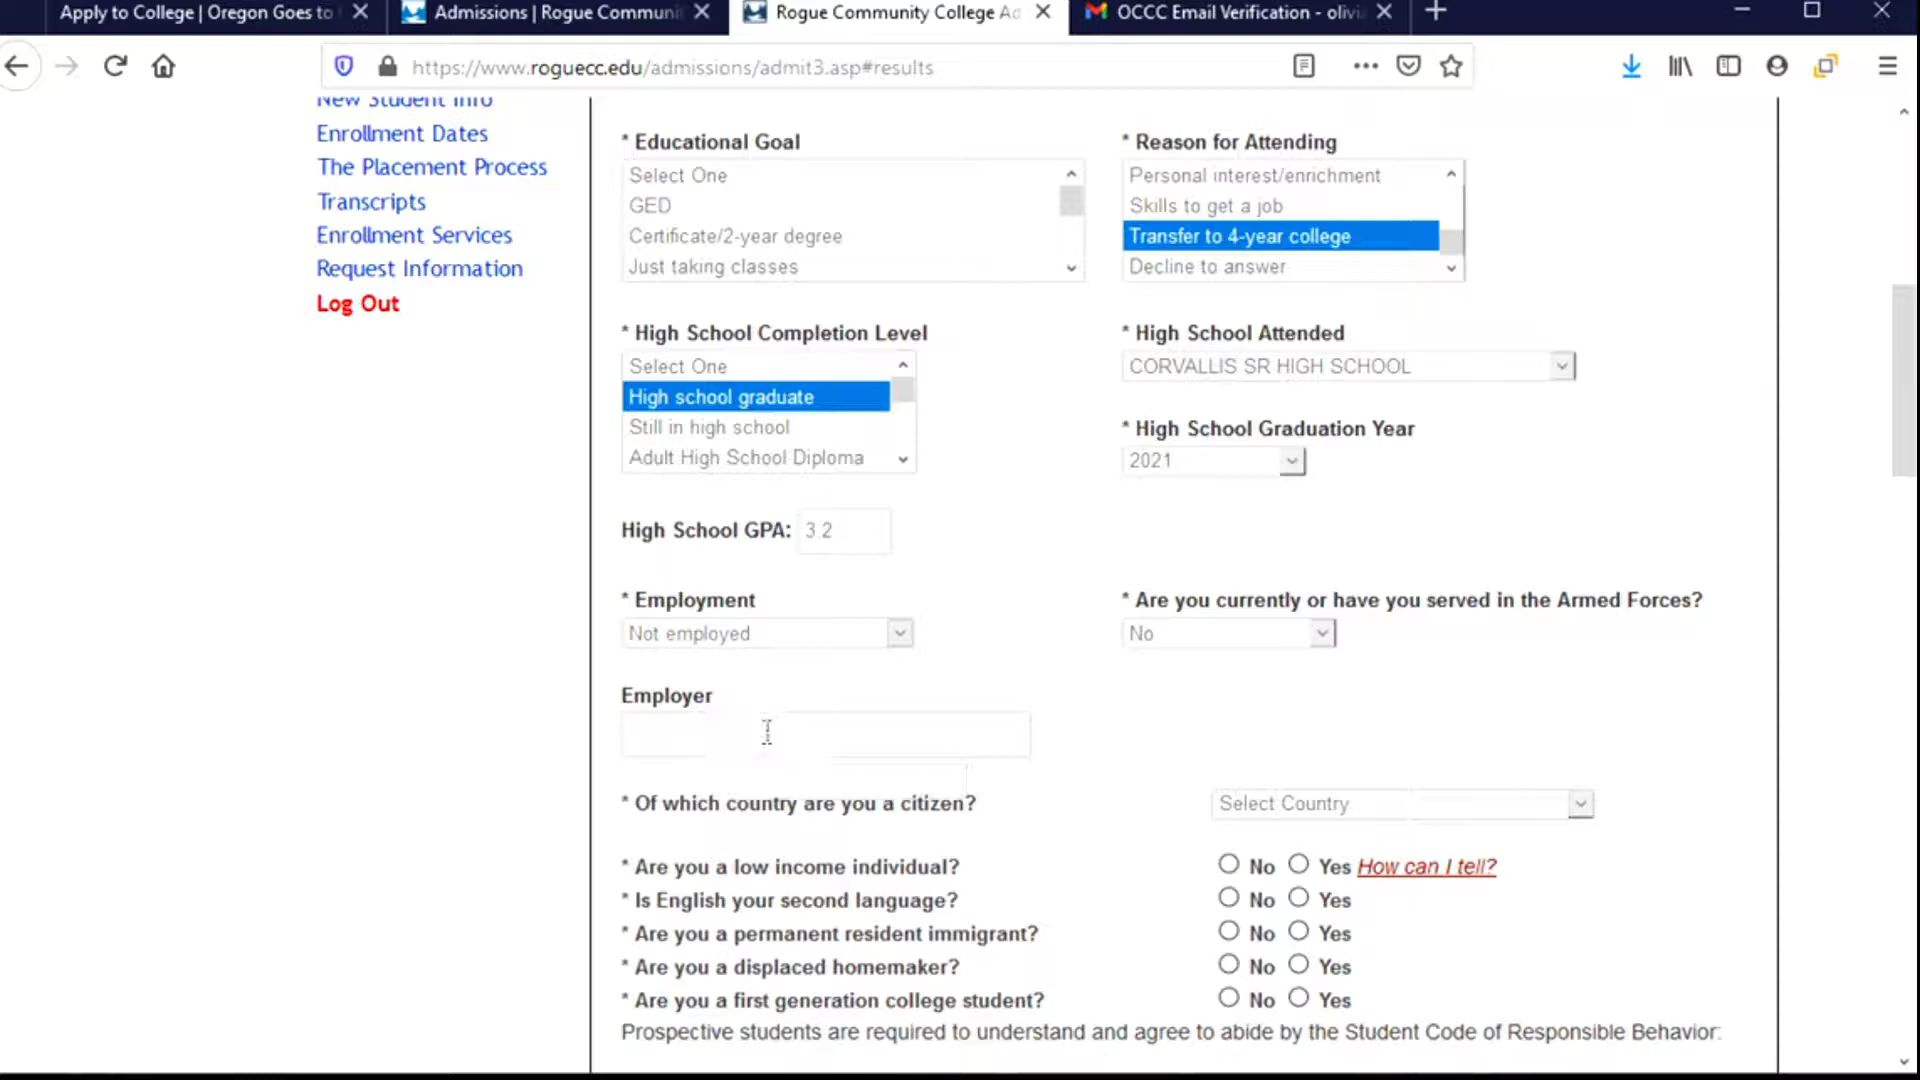 Apply to College | Oregon Goes to
Admissions | Rogue Communi
Rogue Community College Ad
OCCC Email Verification - olivi
https://www.roguecc.edu/admissions/admit3.asp#results
New Student Info
Enrollment Dates
The Placement Process
Transcripts
Enrollment Services
Request Information
Log Out
* Educational Goal
Select One
GED
Certificate/2-year degree
Just taking classes
* Reason for Attending
Personal interest/enrichment
Skills to get a job
Transfer to 4-year college
Decline to answer
* High School Completion Level
Select One
High school graduate
Still in high school
Adult High School Diploma
* High School Attended
CORVALLIS SR HIGH SCHOOL
* High School Graduation Year
2021
High School GPA: 3.2
* Employment
Not employed
* Are you currently or have you served in the Armed Forces?
No
Employer
* Of which country are you a citizen? Select Country
* Are you a low income individual? No Yes How can I tell?
* Is English your second language? No Yes
* Are you a permanent resident immigrant? No Yes
* Are you a displaced homemaker? No Yes
* Are you a first generation college student? No Yes
Prospective students are required to understand and agree to abide by the Student Code of Responsible Behavior: